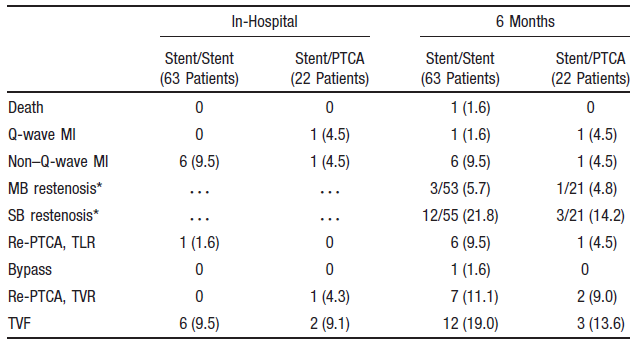 In-Hospital 6 Months
Stent/Stent Stent/PTCA Stent/Stent Stent/PTCA
(63 Patients) (22 Patients) (63 Patients) (22 Patients)
Death 0 0 1 (1.6) 0
Q-wave MI 0 1 (4.5) 1 (1.6) 1 (4.5)
Non–Q-wave MI 6 (9.5) 1 (4.5) 6 (9.5) 1 (4.5)
MB restenosis* ... ... 3/53 (5.7) 1/21 (4.8)
SB restenosis* ... ... 12/55 (21.8) 3/21 (14.2)
Re-PTCA, TLR 1 (1.6) 0 6 (9.5) 1 (4.5)
Bypass 0 0 1 (1.6) 0
Re-PTCA, TVR 0 1 (4.3) 7 (11.1) 2 (9.0)
TVF 6 (9.5) 2 (9.1) 12 (19.0) 3 (13.6)